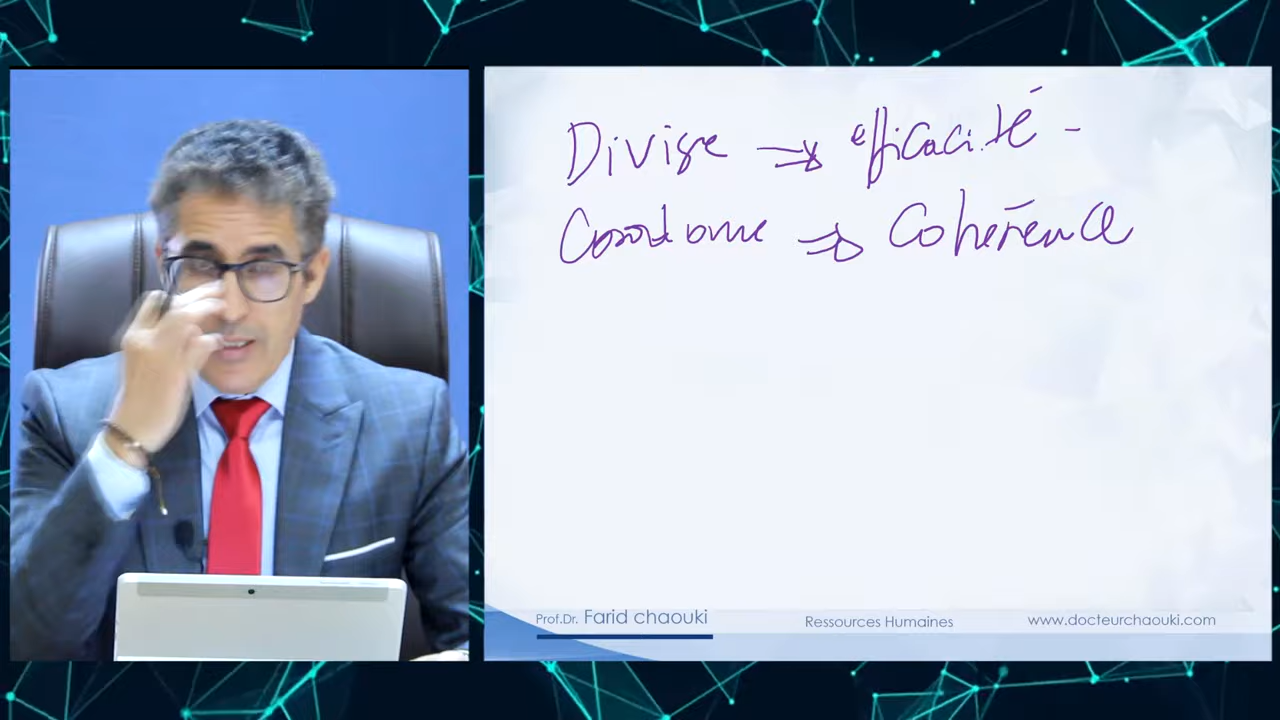 Divise ⇒ efficacité -
Coordonne ⇒ Cohérence
Prof.Dr. Farid chaouki
Ressources Humaines
www.docteurchaouki.com